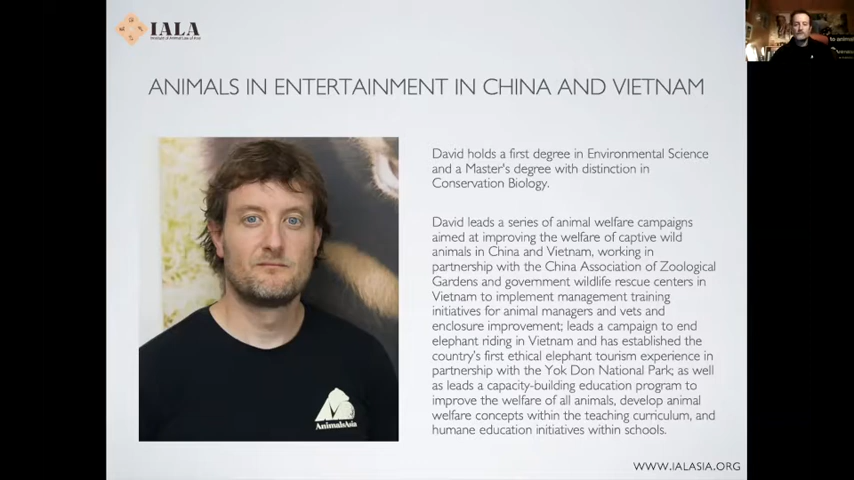 IALA
ANIMALS IN ENTERTAINMENT IN CHINA AND VIETNAM
David holds a first degree in Environmental Science
and a Master's degree with distinction in
Conservation Biology.
David leads a series of animal welfare campaigns
aimed at improving the welfare of captive wild
animals in China and Vietnam, working in
partnership with the China Association of Zoological
Gardens and government wildlife rescue centers in
Vietnam to implement management training
initiatives for animal managers and vets and
enclosure improvement; leads a campaign to end
elephant riding in Vietnam and has established the
country's first ethical elephant tourism experience in
partnership with the Yok Don National Park; as well
as leads a capacity-building education program to
improve the welfare of all animals, develop animal
welfare concepts within the teaching curriculum, and
humane education initiatives within schools.
AnimalsAsia
WWW.IALASIA.ORG